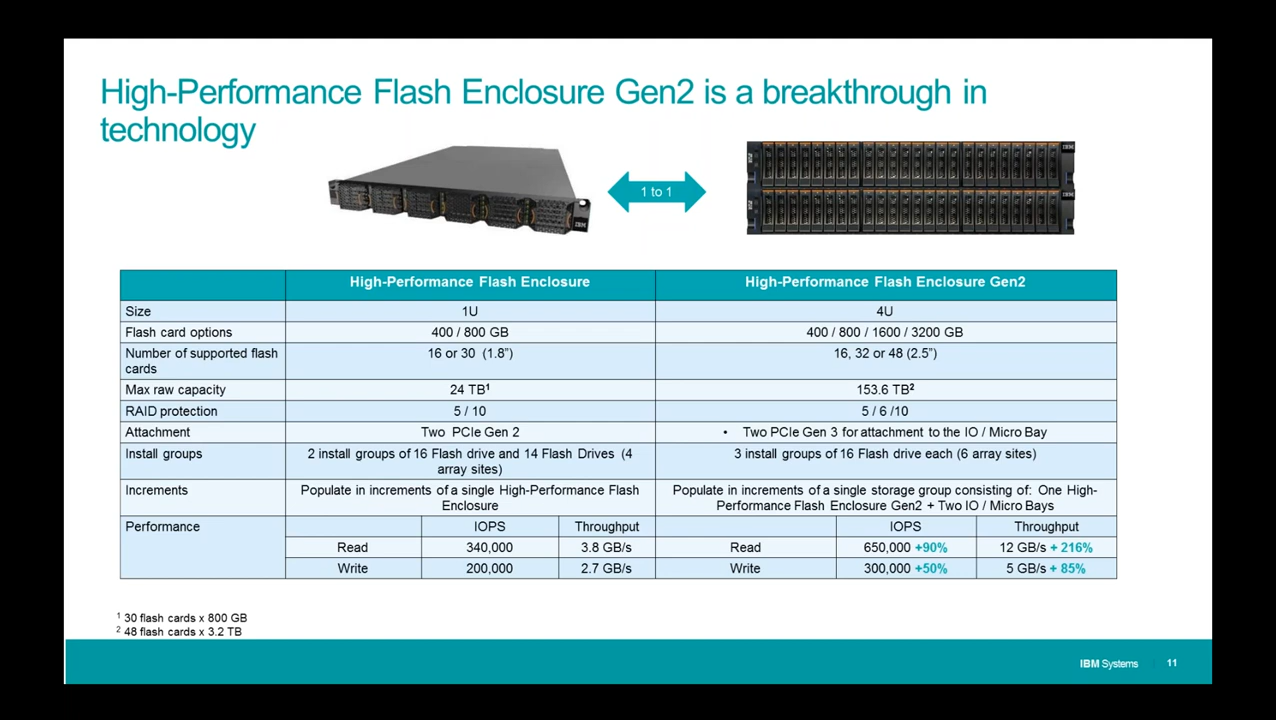 High-Performance Flash Enclosure Gen2 is a breakthrough in
technology
1 to 1
High-Performance Flash Enclosure
High-Performance Flash Enclosure Gen2
Size
1U
4U
Flash card options
400 / 800 GB
400 / 800 / 1600 / 3200 GB
Number of supported flash
cards
16 or 30 (1.8”)
16, 32 or 48 (2.5”)
Max raw capacity
24 TB¹
153.6 TB²
RAID protection
5 / 10
5 / 6 /10
Attachment
Two PCIe Gen 2
• Two PCIe Gen 3 for attachment to the IO / Micro Bay
Install groups
2 install groups of 16 Flash drive and 14 Flash Drives (4
array sites)
3 install groups of 16 Flash drive each (6 array sites)
Increments
Populate in increments of a single High-Performance Flash
Enclosure
Populate in increments of a single storage group consisting of: One High-
Performance Flash Enclosure Gen2 + Two IO / Micro Bays
Performance
IOPS
Throughput
IOPS
Throughput
Read
340,000
3.8 GB/s
Read
650,000 +90%
12 GB/s + 216%
Write
200,000
2.7 GB/s
Write
300,000 +50%
5 GB/s + 85%
¹ 30 flash cards x 800 GB
² 48 flash cards x 3.2 TB
IBM Systems
11
IBM
IBM
IBM